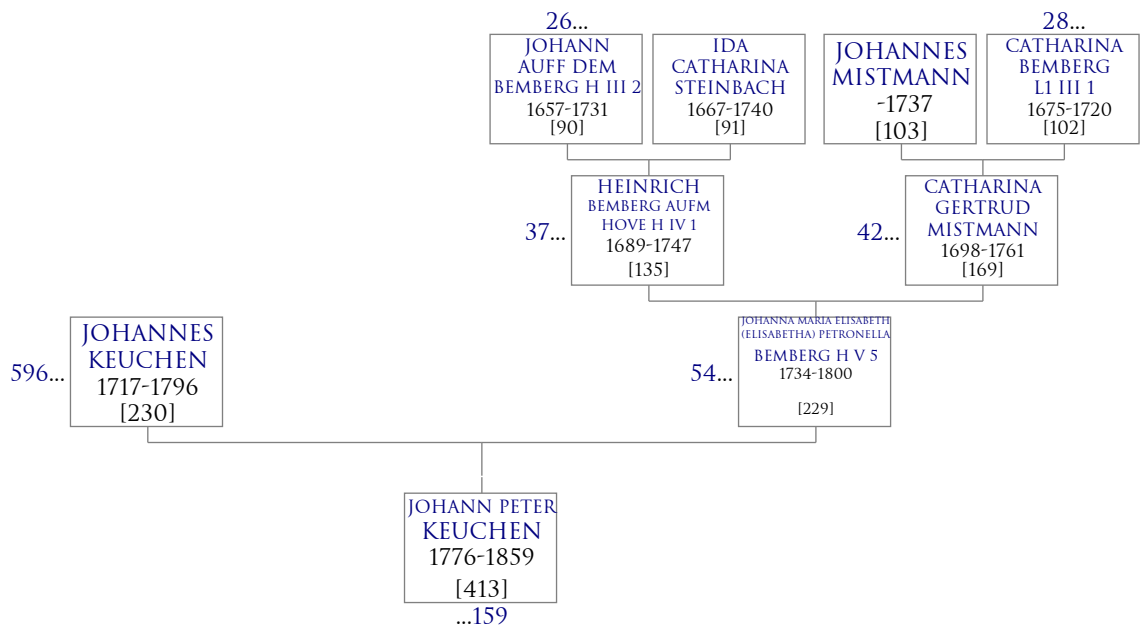 26...
JOHANN
AUFF DEM
BEMBERG H III 2
1657-1731
[90]
IDA
CATHARINA
STEINBACH
1667-1740
[91]
JOHANNES
MISTMANN
-1737
[103]
28...
CATHARINA
BEMBERG
L1 III 1
1675-1720
[102]
37...
HEINRICH
BEMBERG AUFM
HOVE H IV 1
1689-1747
[135]
42...
CATHARINA
GERTRUD
MISTMANN
1698-1761
[169]
596...
JOHANNES
KEUCHEN
1717-1796
[230]
54...
JOHANNA MARIA ELISABETH
(ELISABETHA) PETRONELLA
BEMBERG H V 5
1734-1800
[229]
JOHANN PETER
KEUCHEN
1776-1859
[413]
...159